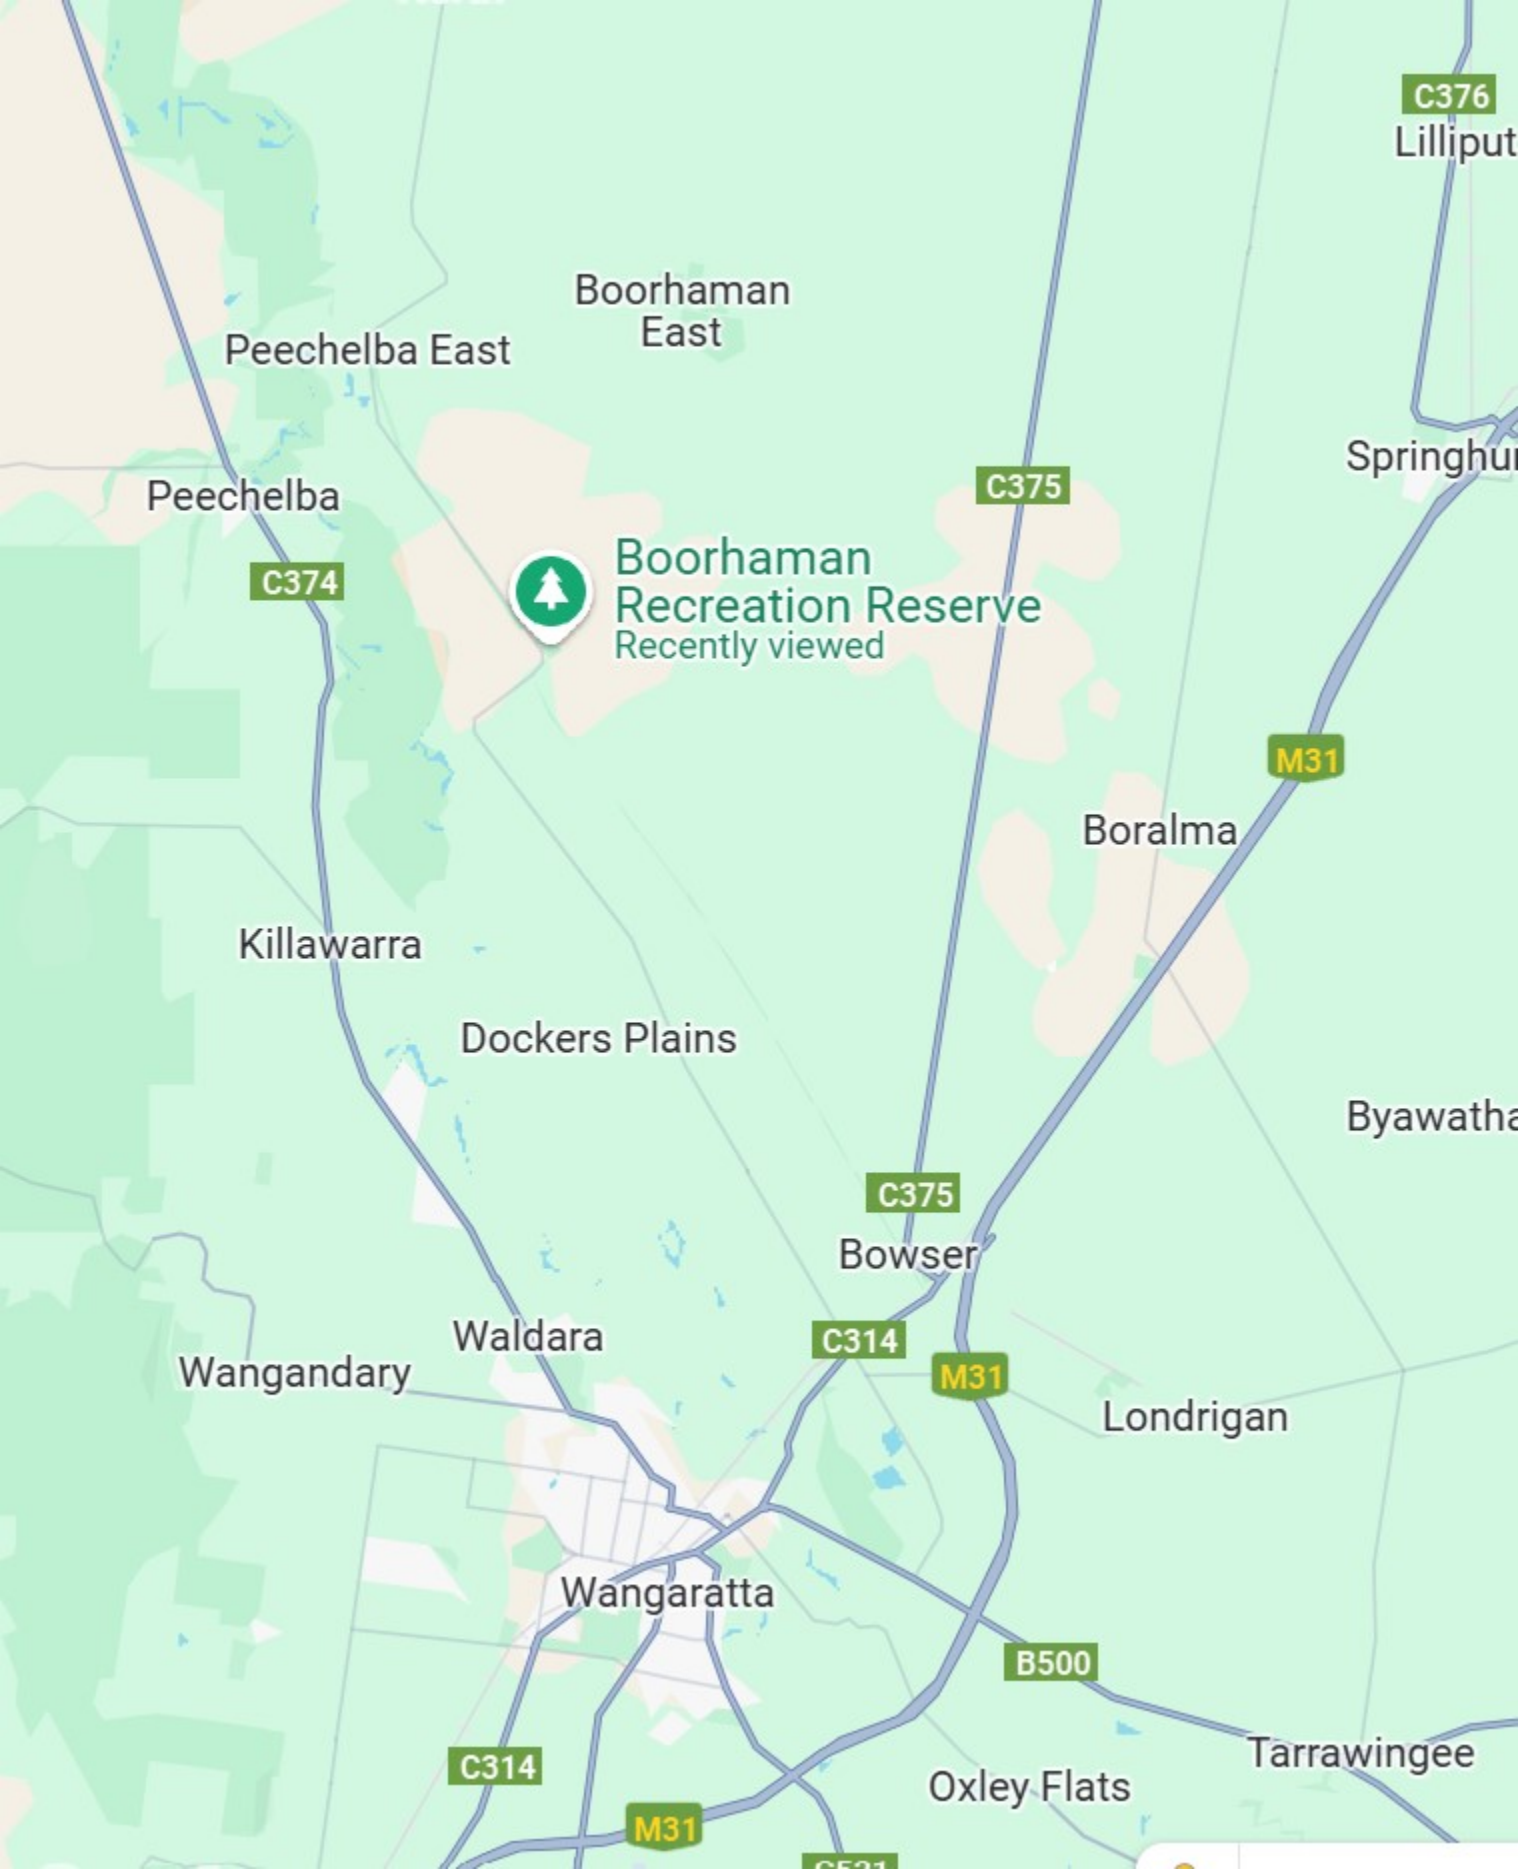 C376
Lilliput
Boorhaman
East
Peechelba East
Springhu
C375
Peechelba
Boorhaman
Recreation Reserve
Recently viewed
C374
M31
Boralma
Killawarra
Dockers Plains
Byawatha
C375
Bowser
Waldara
C314
Wangandary
M31
Londrigan
Wangaratta
B500
Tarrawingee
C314
Oxley Flats
M31